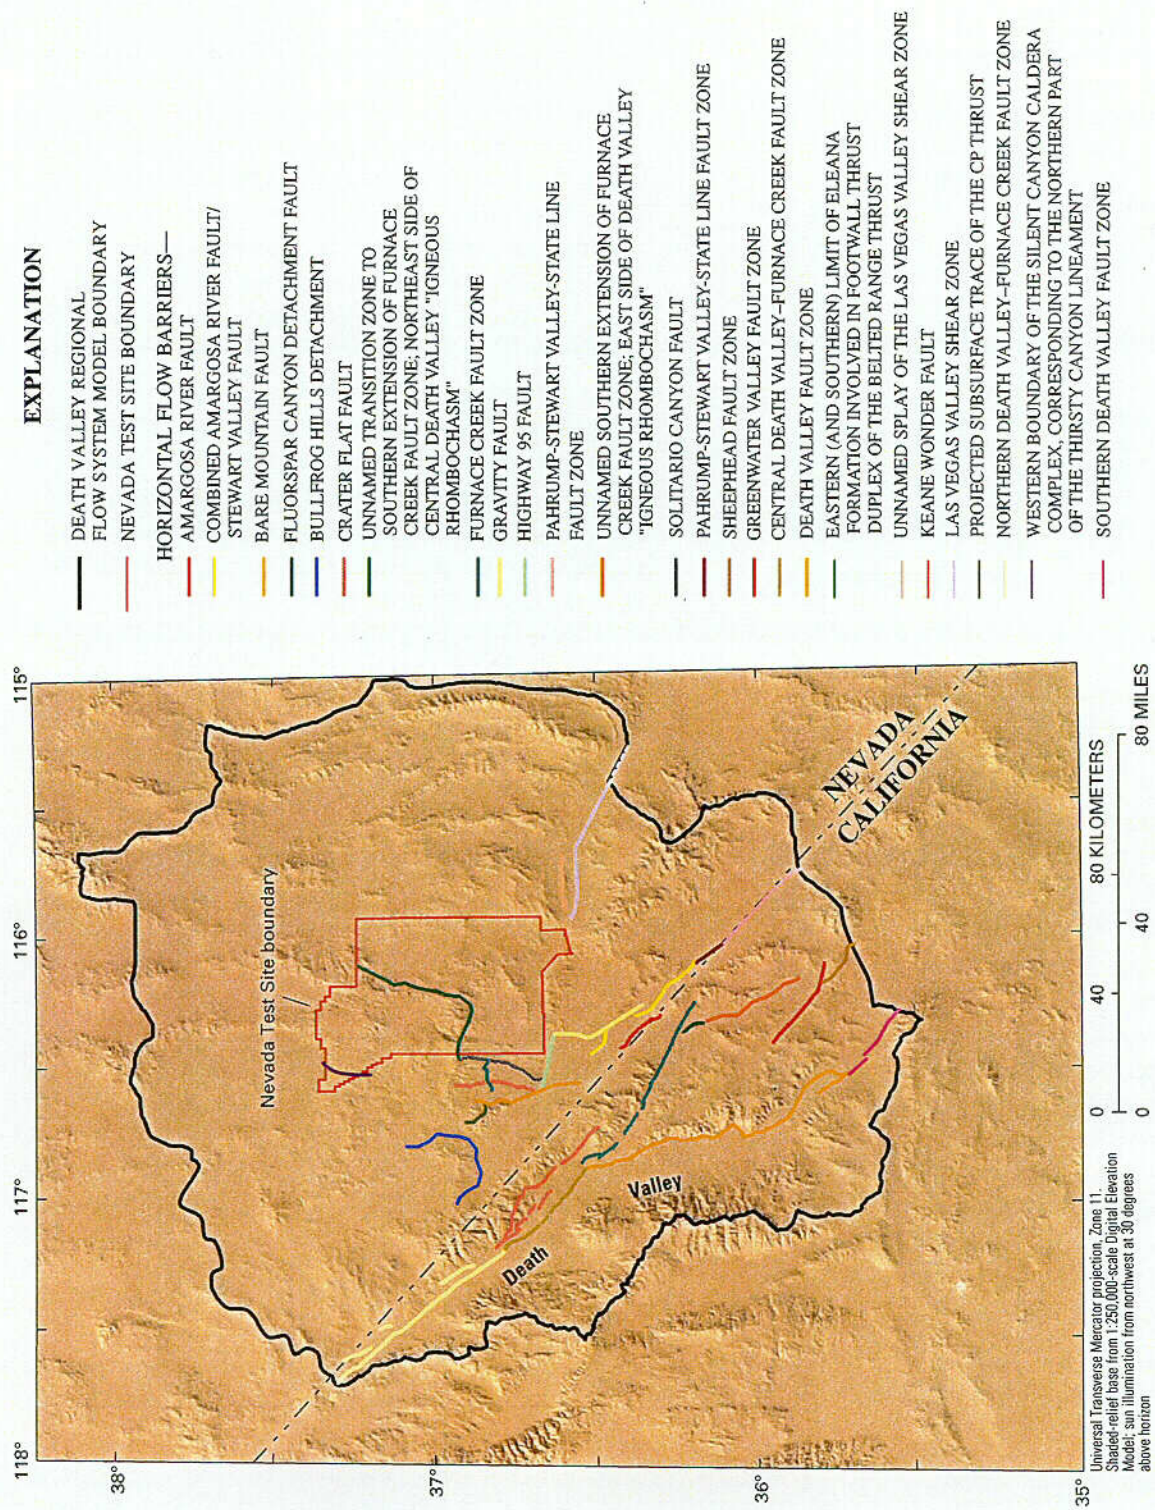 118°
117°
116°
115°
38°
37°
36°
35°
Nevada Test Site boundary
Death
Valley
NEVADA
CALIFORNIA
Universal Transverse Mercator projection, Zone 11.
Shaded-relief base from 1:250,000-scale Digital Elevation
Model; sun illumination from northwest at 30 degrees
above horizon
0 40 80 KILOMETERS
0 40 80 MILES
EXPLANATION
DEATH VALLEY REGIONAL
FLOW SYSTEM MODEL BOUNDARY
NEVADA TEST SITE BOUNDARY
HORIZONTAL FLOW BARRIERS—
AMARGOSA RIVER FAULT
COMBINED AMARGOSA RIVER FAULT/
STEWART VALLEY FAULT
BARE MOUNTAIN FAULT
FLUORSPAR CANYON DETACHMENT FAULT
BULLFROG HILLS DETACHMENT
CRATER FLAT FAULT
UNNAMED TRANSITION ZONE TO
SOUTHERN EXTENSION OF FURNACE
CREEK FAULT ZONE; NORTHEAST SIDE OF
CENTRAL DEATH VALLEY "IGNEOUS
RHOMBOCHASM"
FURNACE CREEK FAULT ZONE
GRAVITY FAULT
HIGHWAY 95 FAULT
PAHRUMP-STEWART VALLEY-STATE LINE
FAULT ZONE
UNNAMED SOUTHERN EXTENSION OF FURNACE
CREEK FAULT ZONE; EAST SIDE OF DEATH VALLEY
"IGNEOUS RHOMBOCHASM"
SOLITARIO CANYON FAULT
PAHRUMP-STEWART VALLEY-STATE LINE FAULT ZONE
SHEEPHEAD FAULT ZONE
GREENWATER VALLEY FAULT ZONE
CENTRAL DEATH VALLEY–FURNACE CREEK FAULT ZONE
DEATH VALLEY FAULT ZONE
EASTERN (AND SOUTHERN) LIMIT OF ELEANA
FORMATION INVOLVED IN FOOTWALL THRUST
DUPLEX OF THE BELTED RANGE THRUST
UNNAMED SPLAY OF THE LAS VEGAS VALLEY SHEAR ZONE
KEANE WONDER FAULT
LAS VEGAS VALLEY SHEAR ZONE
PROJECTED SUBSURFACE TRACE OF THE CP THRUST
NORTHERN DEATH VALLEY–FURNACE CREEK FAULT ZONE
WESTERN BOUNDARY OF THE SILENT CANYON CALDERA
COMPLEX, CORRESPONDING TO THE NORTHERN PART
OF THE THIRSTY CANYON LINEAMENT
SOUTHERN DEATH VALLEY FAULT ZONE